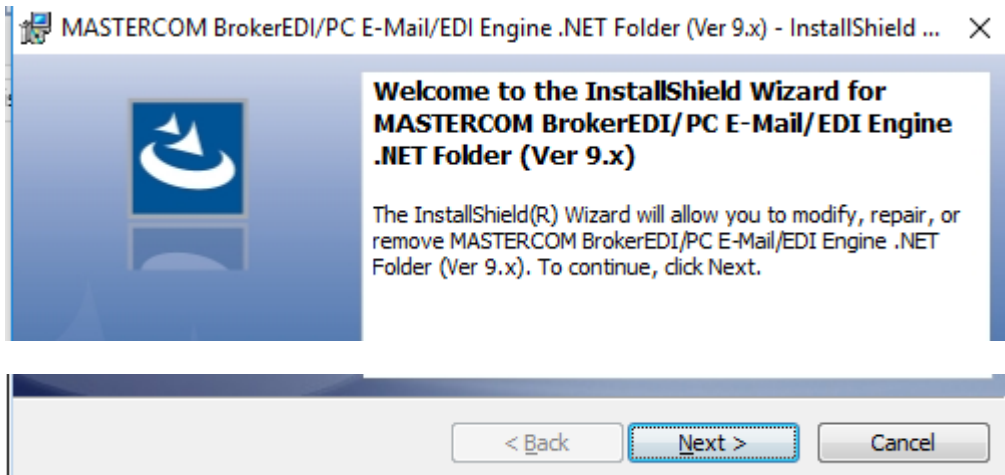 MASTERCOM BrokerEDI/PC E-Mail/EDI Engine .NET Folder (Ver 9.x) - InstallShield ...
Welcome to the InstallShield Wizard for
MASTERCOM BrokerEDI/PC E-Mail/EDI Engine
.NET Folder (Ver 9.x)
The InstallShield(R) Wizard will allow you to modify, repair, or
remove MASTERCOM BrokerEDI/PC E-Mail/EDI Engine .NET
Folder (Ver 9.x). To continue, click Next.
< Back Next > Cancel